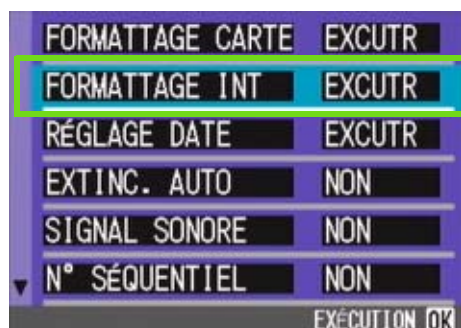 FORMATTAGE CARTE EXCUTR
FORMATTAGE INT EXCUTR
RÉGLAGE DATE EXCUTR
EXTINC. AUTO NON
SIGNAL SONORE NON
N° SÉQUENTIEL NON
EXÉCUTION OK